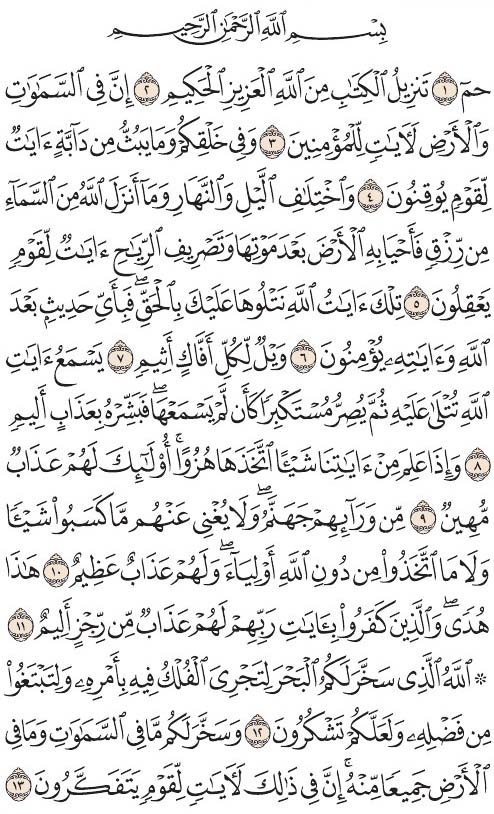 بِسْمِ ٱللَّهِ ٱلرَّحْمَٰنِ ٱلرَّحِيمِ
حمٓ ١ تَنزِيلُ ٱلْكِتَٰبِ مِنَ ٱللَّهِ ٱلْعَزِيزِ ٱلْحَكِيمِ ٢ إِنَّ فِى ٱلسَّمَٰوَٰتِ
وَٱلْأَرْضِ لَءَايَٰتٍ لِّلْمُؤْمِنِينَ ٣ وَفِى خَلْقِكُمْ وَمَا يَبُثُّ مِن دَآبَّةٍ ءَايَٰتٌ
لِّقَوْمٍ يُوقِنُونَ ٤ وَٱخْتِلَٰفِ ٱلَّيْلِ وَٱلنَّهَارِ وَمَآ أَنزَلَ ٱللَّهُ مِنَ ٱلسَّمَآءِ
مِن رِّزْقٍ فَأَحْيَا بِهِ ٱلْأَرْضَ بَعْدَ مَوْتِهَا وَتَصْرِيفِ ٱلرِّيَٰحِ ءَايَٰتٌ لِّقَوْمٍ
يَعْقِلُونَ ٥ تِلْكَ ءَايَٰتُ ٱللَّهِ نَتْلُوهَا عَلَيْكَ بِٱلْحَقِّ ۖ فَبِأَىِّ حَدِيثٍۭ بَعْدَ
ٱللَّهِ وَءَايَٰتِهِۦ يُؤْمِنُونَ ٦ وَيْلٌ لِّكُلِّ أَفَّاكٍ أَثِيمٍ ٧ يَسْمَعُ ءَايَٰتِ
ٱللَّهِ تُتْلَىٰ عَلَيْهِ ثُمَّ يُصِرُّ مُسْتَكْبِرًا كَأَن لَّمْ يَسْمَعْهَا ۖ فَبَشِّرْهُ بِعَذَابٍ أَلِيمٍ
٨ وَإِذَا عَلِمَ مِنْ ءَايَٰتِنَا شَيْـًٔا ٱتَّخَذَهَا هُزُوًا ۚ أُو۟لَٰٓئِكَ لَهُمْ عَذَابٌ
مُّهِينٌ ٩ مِّن وَرَآئِهِمْ جَهَنَّمُ ۖ وَلَا يُغْنِى عَنْهُم مَّا كَسَبُوا۟ شَيْـًٔا
وَلَا مَا ٱتَّخَذُوا۟ مِن دُونِ ٱللَّهِ أَوْلِيَآءَ ۖ وَلَهُمْ عَذَابٌ عَظِيمٌ ١٠ هَٰذَا
هُدًى ۖ وَٱلَّذِينَ كَفَرُوا۟ بِـَٔايَٰتِ رَبِّهِمْ لَهُمْ عَذَابٌ مِّن رِّجْزٍ أَلِيمٌ ١١
* ٱللَّهُ ٱلَّذِى سَخَّرَ لَكُمُ ٱلْبَحْرَ لِتَجْرِىَ ٱلْفُلْكُ فِيهِ بِأَمْرِهِۦ وَلِتَبْتَغُوا۟
مِن فَضْلِهِۦ وَلَعَلَّكُمْ تَشْكُرُونَ ١٢ وَسَخَّرَ لَكُم مَّا فِى ٱلسَّمَٰوَٰتِ وَمَا فِى
ٱلْأَرْضِ جَمِيعًا مِّنْهُ ۚ إِنَّ فِى ذَٰلِكَ لَءَايَٰتٍ لِّقَوْمٍ يَتَفَكَّرُونَ ١٣